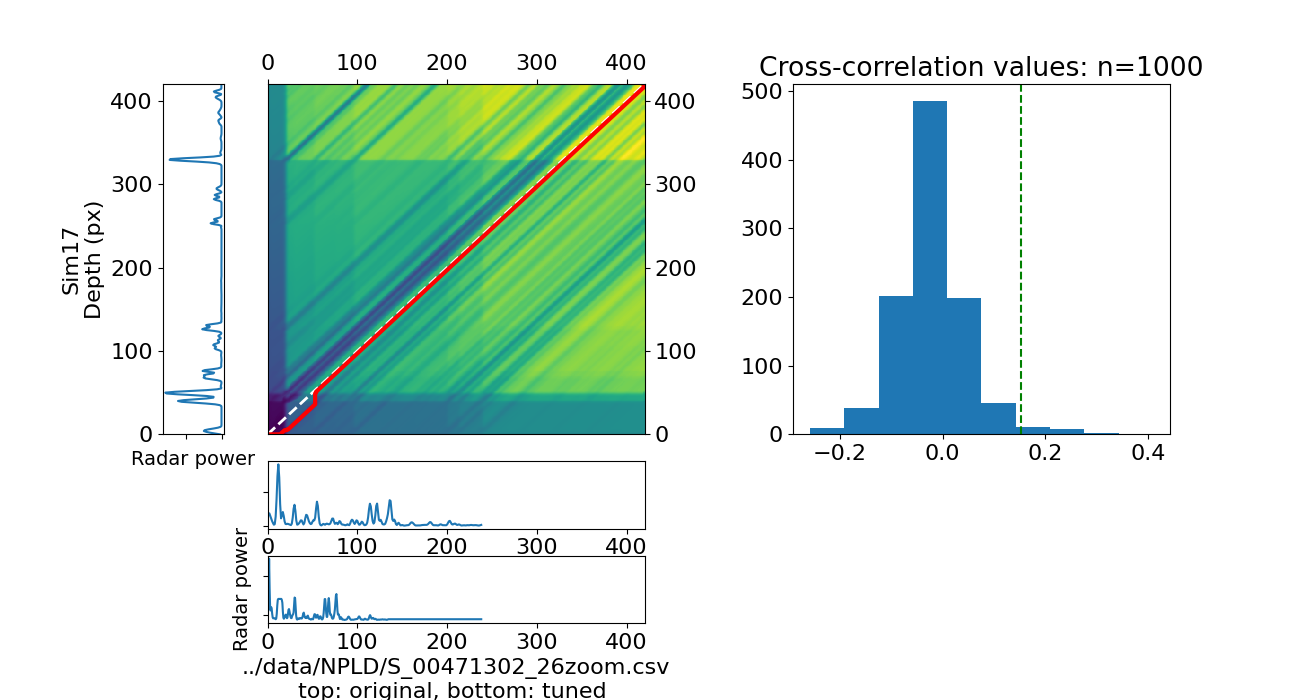 0 100 200 300 400
Cross-correlation values: n=1000
400
300
200
100
0
Sim17
Depth (px)
Radar power
400
300
200
100
0
500
400
300
200
100
0
−0.2 0.0 0.2 0.4
0 100 200 300 400
Radar power
0 100 200 300 400
../data/NPLD/S_00471302_26zoom.csv
top: original, bottom: tuned